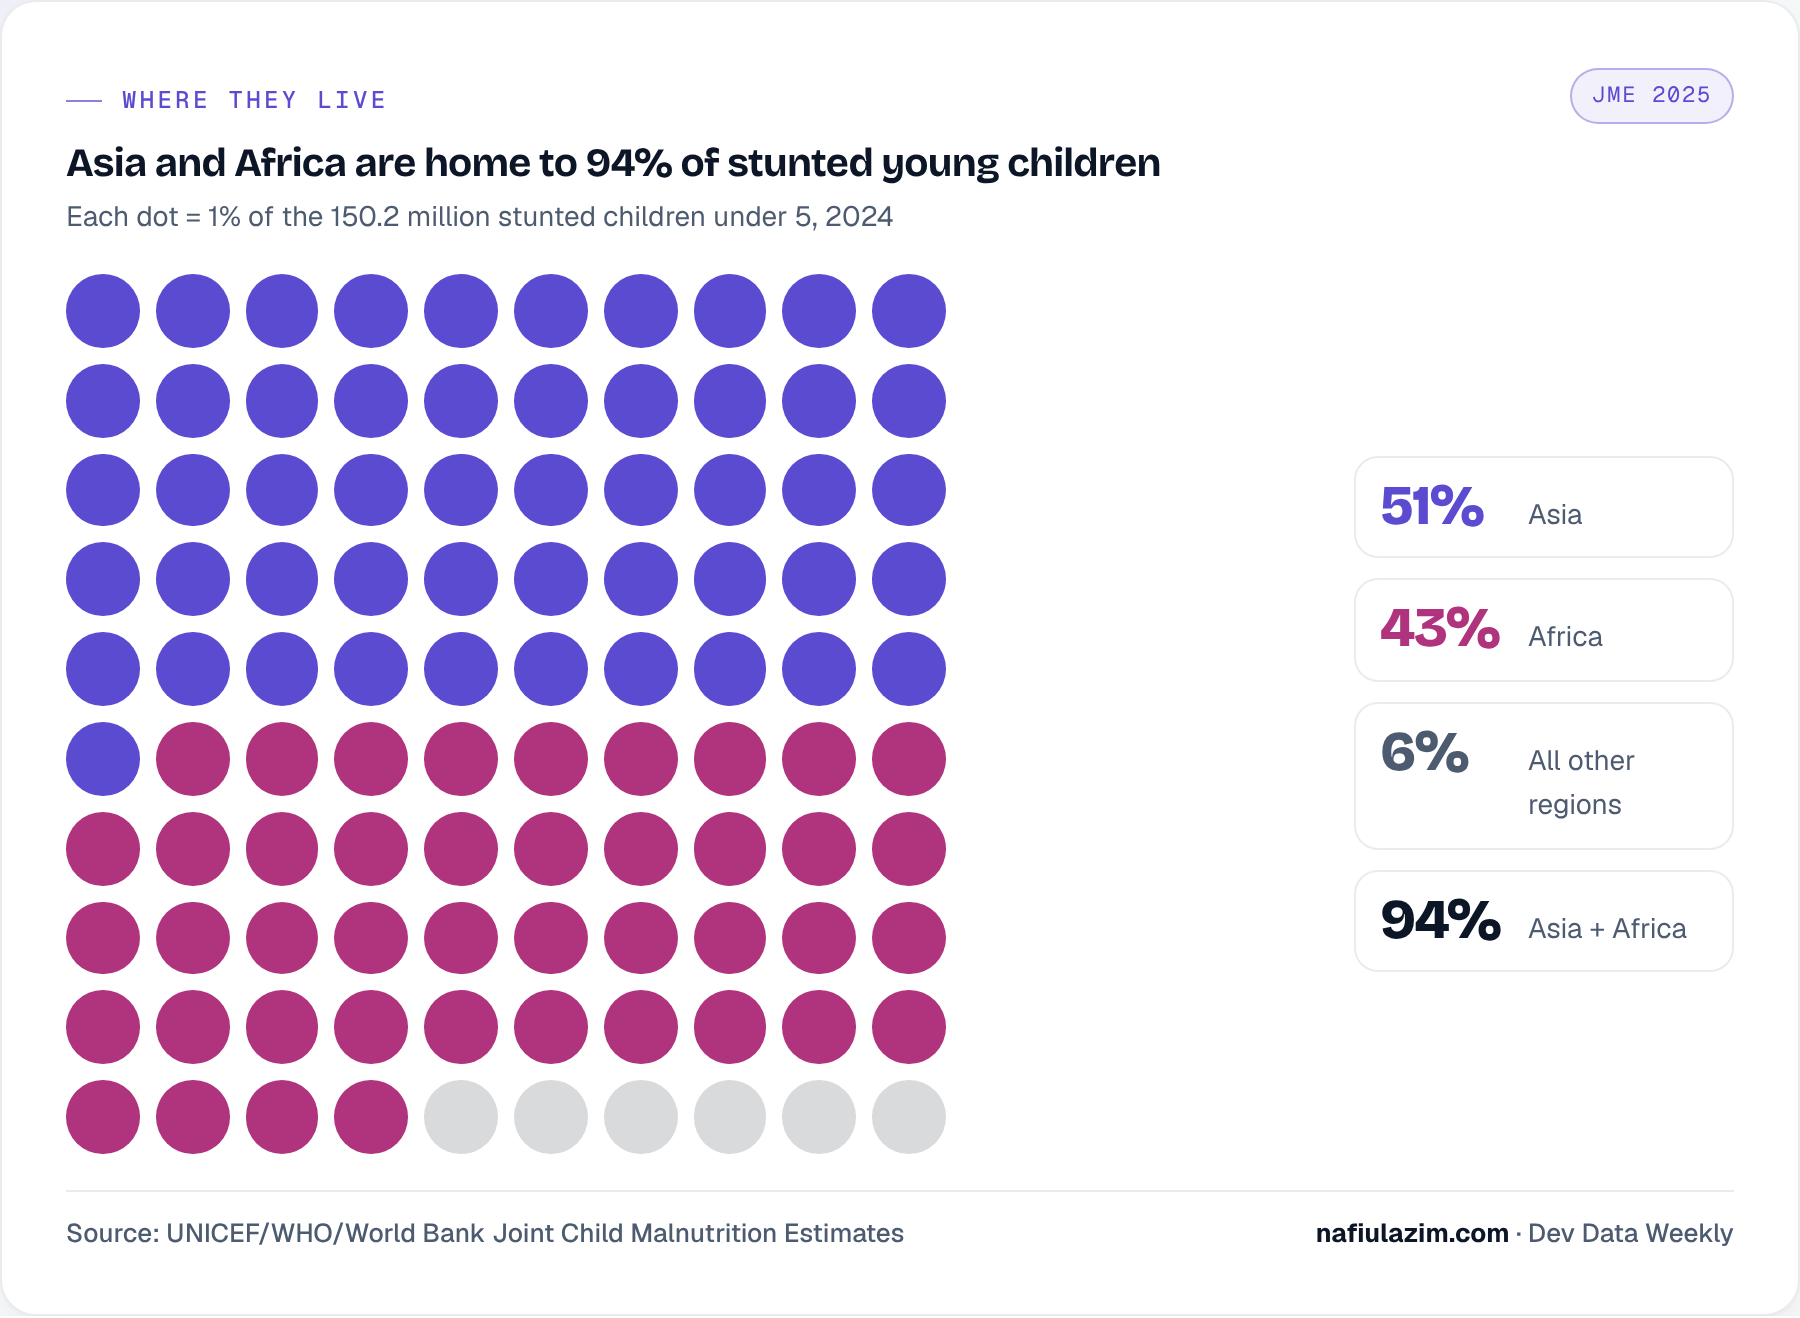 WHERE THEY LIVE
JME 2025
Asia and Africa are home to 94% of stunted young children
Each dot = 1% of the 150.2 million stunted children under 5, 2024
51% Asia
43% Africa
6% All other
regions
94% Asia + Africa
Source: UNICEF/WHO/World Bank Joint Child Malnutrition Estimates
nafiulazim.com · Dev Data Weekly